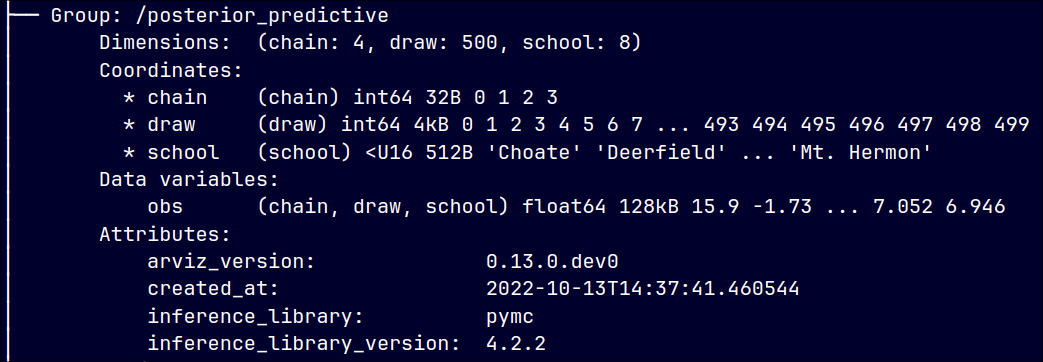 Group: /posterior_predictive
Dimensions:  (chain: 4, draw: 500, school: 8)
Coordinates:
* chain    (chain) int64 32B 0 1 2 3
* draw     (draw) int64 4kB 0 1 2 3 4 5 6 7 ... 493 494 495 496 497 498 499
* school   (school) <U16 512B 'Choate' 'Deerfield' ... 'Mt. Hermon'
Data variables:
obs      (chain, draw, school) float64 128kB 15.9 -1.73 ... 7.052 6.946
Attributes:
arviz_version:              0.13.0.dev0
created_at:                 2022-10-13T14:37:41.460544
inference_library:          pymc
inference_library_version:  4.2.2